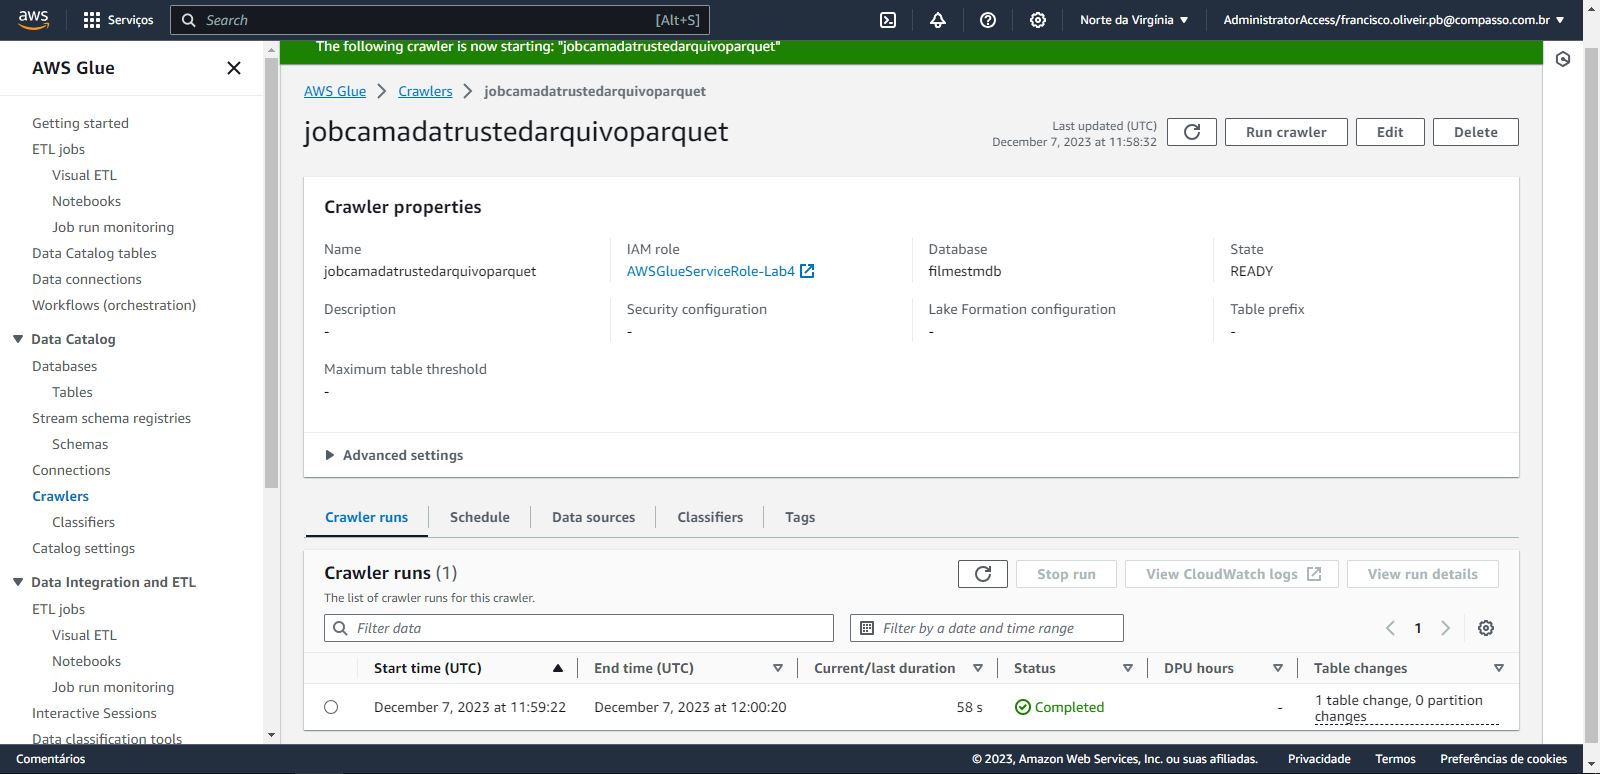 aws
Serviços
Search
[Alt+S]
Norte da Virgínia
AdministratorAccess/francisco.oliveir.pb@compasso.com.br
The following crawler is now starting: "jobcamadatrustedarquivoparquet"
AWS Glue
Getting started
ETL jobs
Visual ETL
Notebooks
Job run monitoring
Data Catalog tables
Data connections
Workflows (orchestration)
Data Catalog
Databases
Tables
Stream schema registries
Schemas
Connections
Crawlers
Classifiers
Catalog settings
Data Integration and ETL
ETL jobs
Visual ETL
Notebooks
Job run monitoring
Interactive Sessions
Data classification tools
AWS Glue
Crawlers
jobcamadatrustedarquivoparquet
jobcamadatrustedarquivoparquet
Last updated (UTC)
December 7, 2023 at 11:58:32
Run crawler
Edit
Delete
Crawler properties
Name
jobcamadatrustedarquivoparquet
IAM role
AWSGlueServiceRole-Lab4
Database
filmestmdb
State
READY
Description
-
Security configuration
-
Lake Formation configuration
-
Table prefix
-
Maximum table threshold
-
Advanced settings
Crawler runs
Schedule
Data sources
Classifiers
Tags
Crawler runs (1)
Stop run
View CloudWatch logs
View run details
The list of crawler runs for this crawler.
Filter data
Filter by a date and time range
1
Start time (UTC)
End time (UTC)
Current/last duration
Status
DPU hours
Table changes
December 7, 2023 at 11:59:22
December 7, 2023 at 12:00:20
58 s
Completed
-
1 table change, 0 partition
changes
Comentários
© 2023, Amazon Web Services, Inc. ou suas afiliadas.
Privacidade
Termos
Preferências de cookies